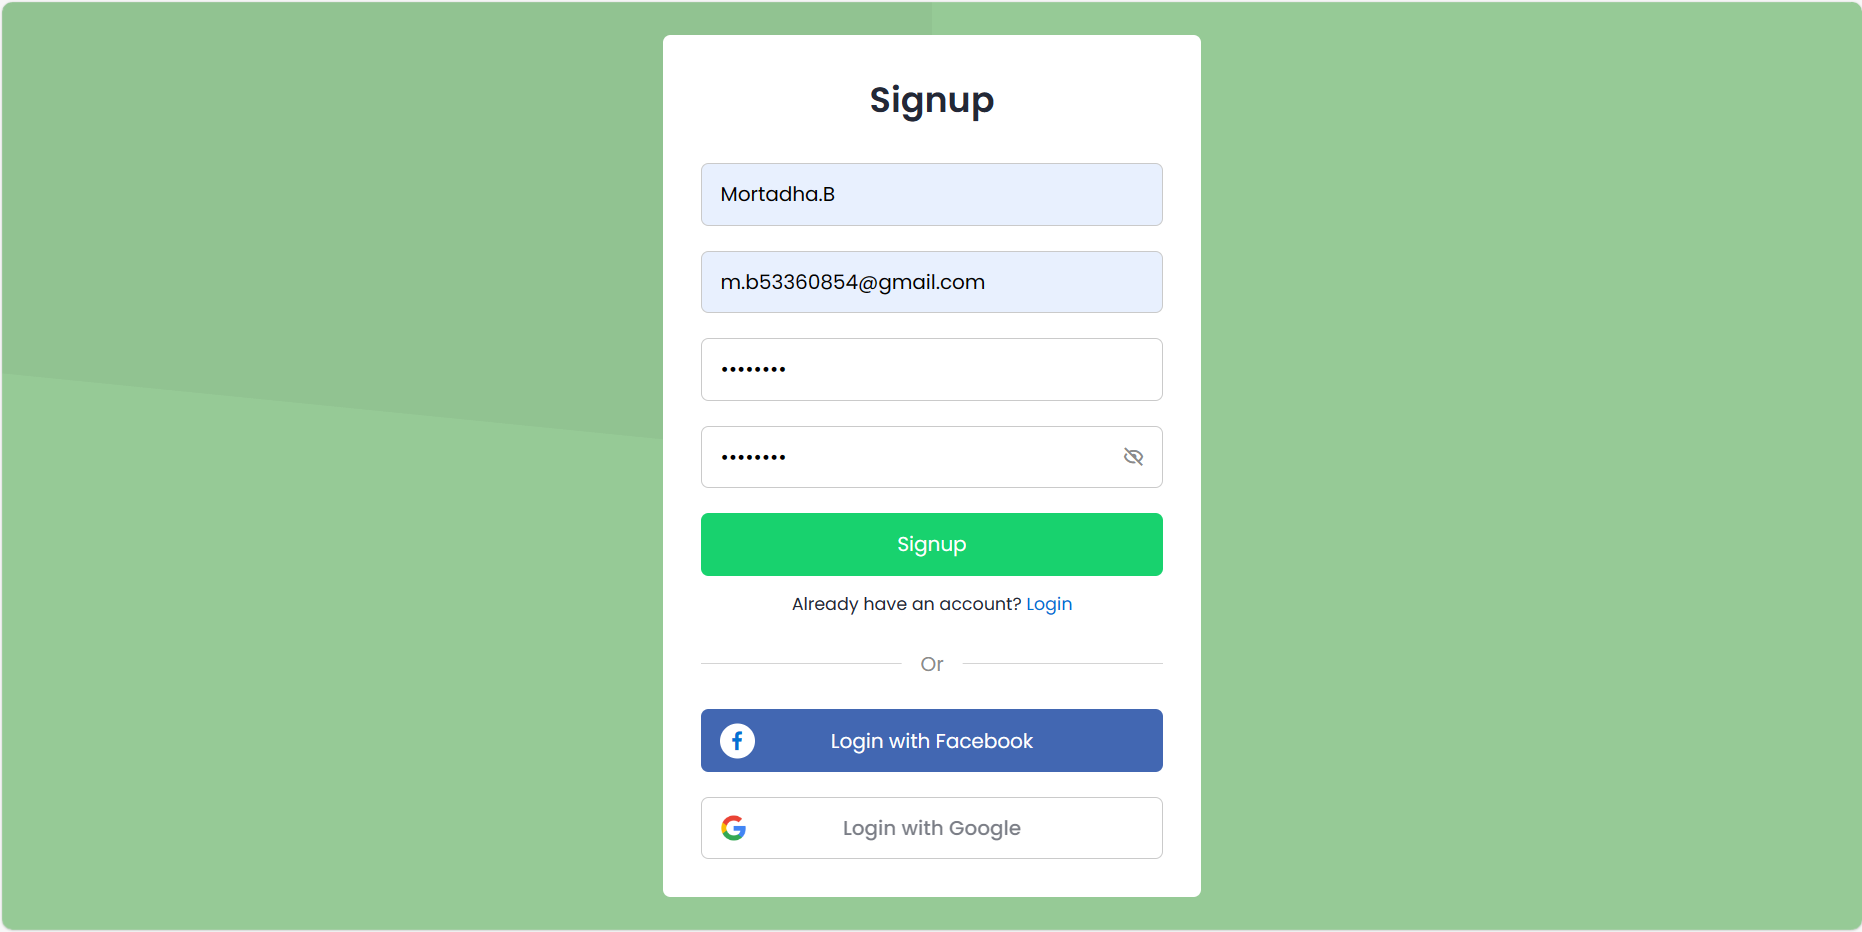 Signup
Mortadha.B
m.b53360854@gmail.com
••••••••
••••••••
Signup
Already have an account? Login
Or
Login with Facebook
Login with Google